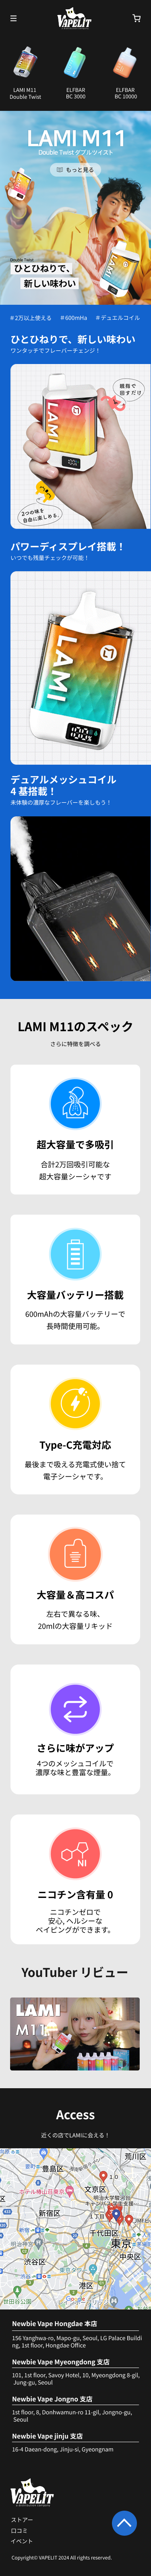 VAPELIT
LAMI M11
Double Twist
ELFBAR
BC 3000
ELFBAR
BC 10000
LAMI M11
Double Twist ダブルツイスト
もっと見る
Double Twist
ひとひねりで、
新しい味わい
#2万以上使える #600mHa #デュエルコイル
ひとひねりで、新しい味わい
ワンタッチでフレーバーチェンジ！
LAMI
2つの味を
自由に楽しめる
パワーディスプレイ搭載！
いつでも残量チェックが可能！
LAMI
デュアルメッシュコイル
4 基搭載！
未体験の濃厚なフレーバーを楽しもう！
LAMI M11のスペック
さらに特徴を調べる
超大容量で多吸引
合計2万回吸引可能な
超大容量シーシャです
大容量バッテリー搭載
600mAhの大容量バッテリーで
長時間使用可能。
Type-C充電対応
最後まで吸える充電式使い捨て
電子シーシャです。
大容量＆高コスパ
左右で異なる味、
20mlの大容量リキッド
さらに味がアップ
4つのメッシュコイルで
濃厚な味と豊富な煙量。
NI
ニコチン含有量 0
ニコチンゼロで
安心, ヘルシーな
ベイピングができます。
YouTuber レビュー
LAMI
M11
Access
近くの店でLAMIに会える！
荒川区
豊島区
文京区
新宿区
千代田区
東京
中央区
渋谷区
港区
世田谷公園
Newbie Vape Hongdae 本店
156 Yanghwa-ro, Mapo-gu, Seoul, LG Palace Buildi
ng, 1st floor, Hongdae Office
Newbie Vape Myeongdong 支店
101, 1st floor, Savoy Hotel, 10, Myeongdong 8-gil,
Jung-gu, Seoul
Newbie Vape Jongno 支店
1st floor, 8, Donhwamun-ro 11-gil, Jongno-gu,
Seoul
Newbie Vape jinju 支店
16-4 Daean-dong, Jinju-si, Gyeongnam
VAPELIT
ストアー
口コミ
イベント
Copyright© VAPELIT 2024 All rights reserved.